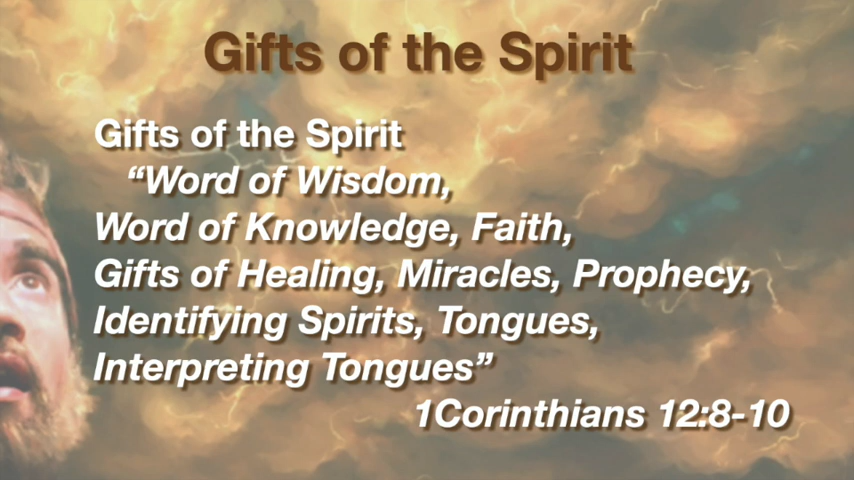 Gifts of the Spirit
Gifts of the Spirit
“Word of Wisdom,
Word of Knowledge, Faith,
Gifts of Healing, Miracles, Prophecy,
Identifying Spirits, Tongues,
Interpreting Tongues”
1Corinthians 12:8-10